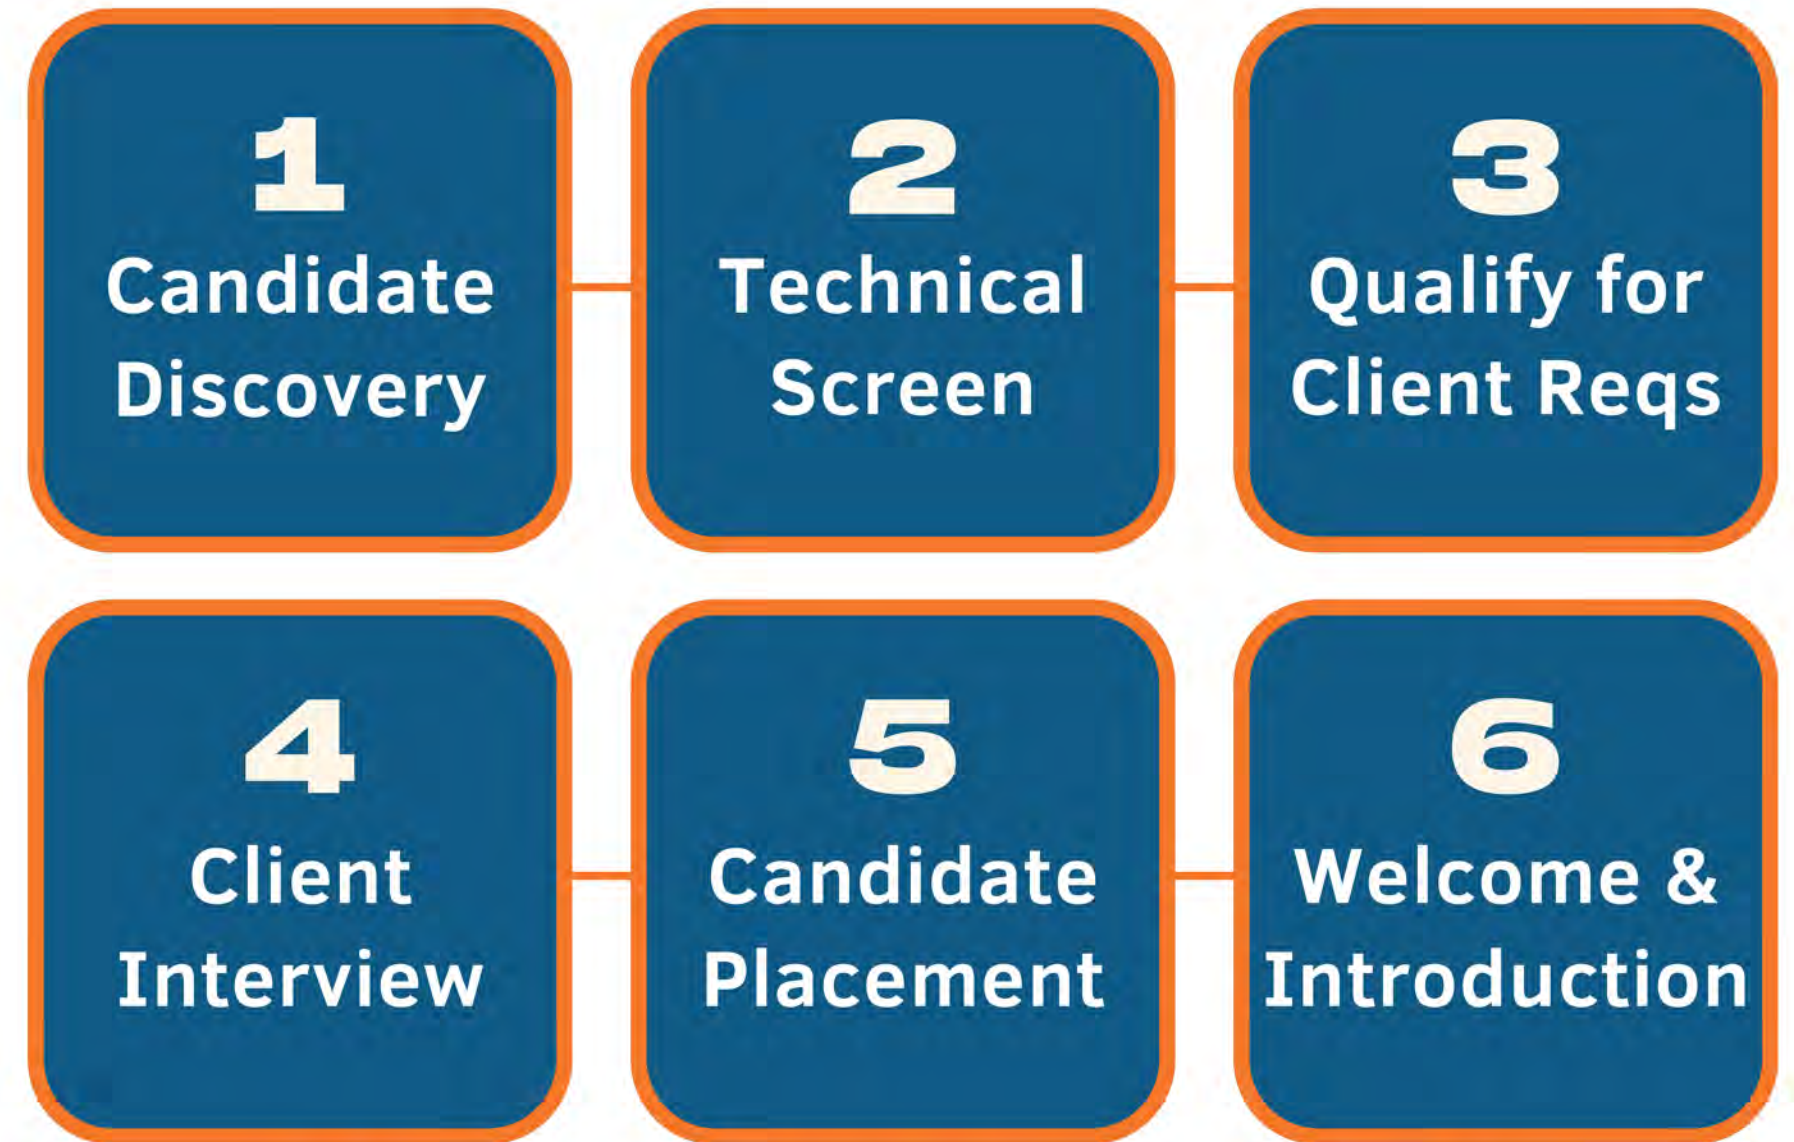 1
Candidate
Discovery
2
Technical
Screen
3
Qualify for
Client Reqs
4
Client
Interview
5
Candidate
Placement
6
Welcome &
Introduction